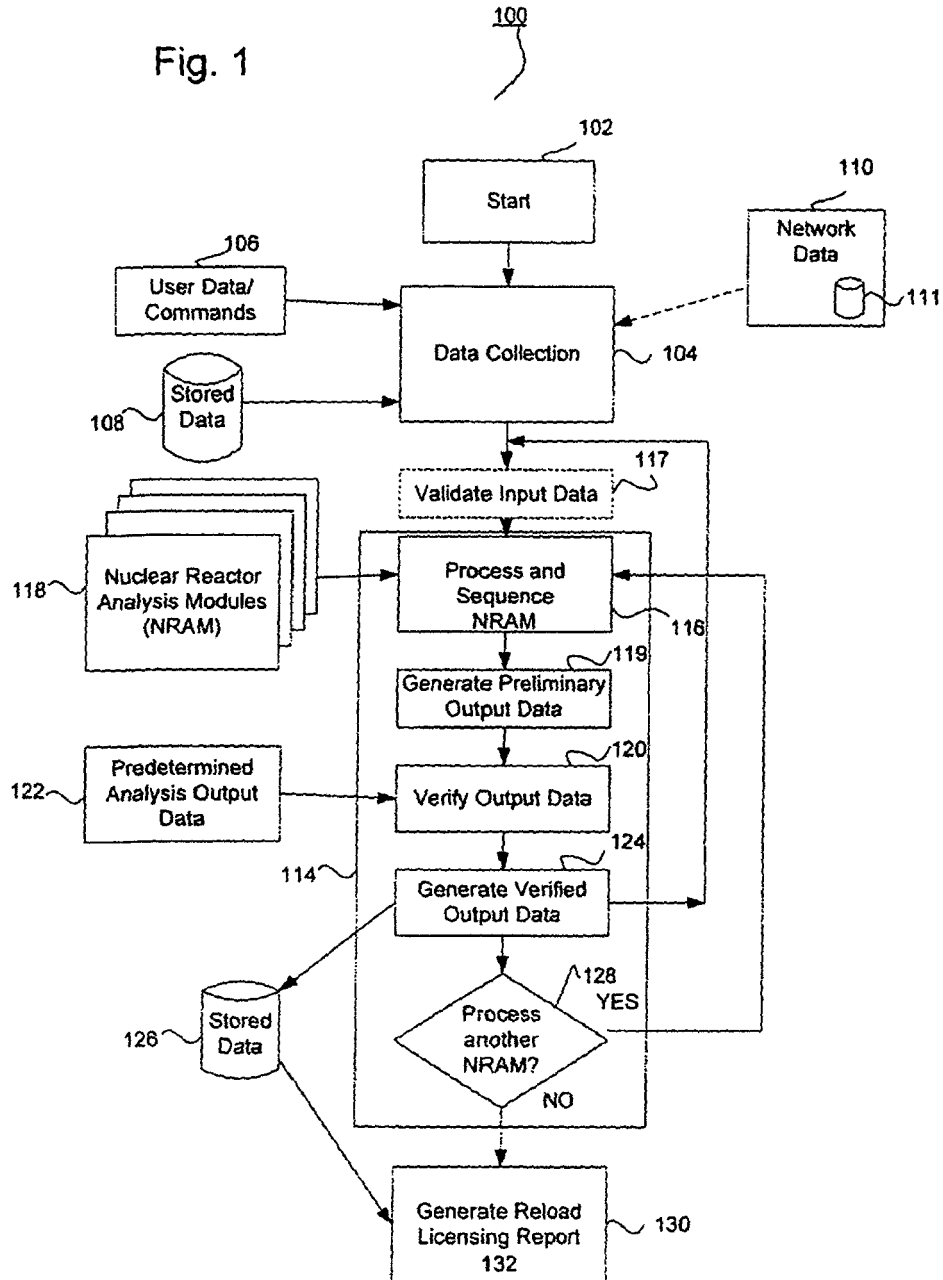 100
Fig. 1
102
Start
110
Network
Data
111
106
User Data/
Commands
Data Collection
104
Stored
Data
108
117
Validate Input Data
118
Nuclear Reactor
Analysis Modules
(NRAM)
Process and
Sequence
NRAM
116
119
Generate Preliminary
Output Data
120
122
Predetermined
Analysis Output
Data
Verify Output Data
124
114
Generate Verified
Output Data
128
YES
Process
another
NRAM?
126
Stored
Data
NO
Generate Reload
Licensing Report
132
130